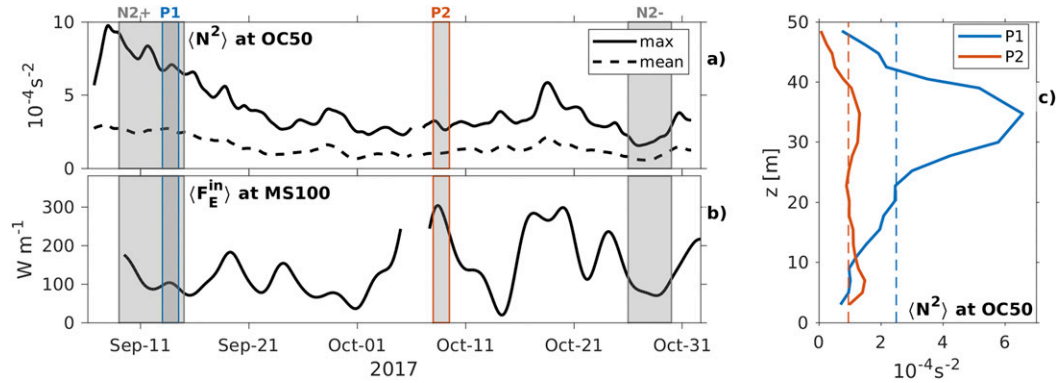 N2+ P1 P2 N2-
⟨N²⟩ at OC50
max
mean
a)
10
5
0
10⁻⁴s⁻²
⟨F_E^in⟩ at MS100
b)
300
200
100
0
W m⁻¹
Sep-11 Sep-21 Oct-01 Oct-11 Oct-21 Oct-31
2017
P1
P2
c)
50
40
30
20
10
0
z [m]
⟨N²⟩ at OC50
0 2 4 6
10⁻⁴s⁻²